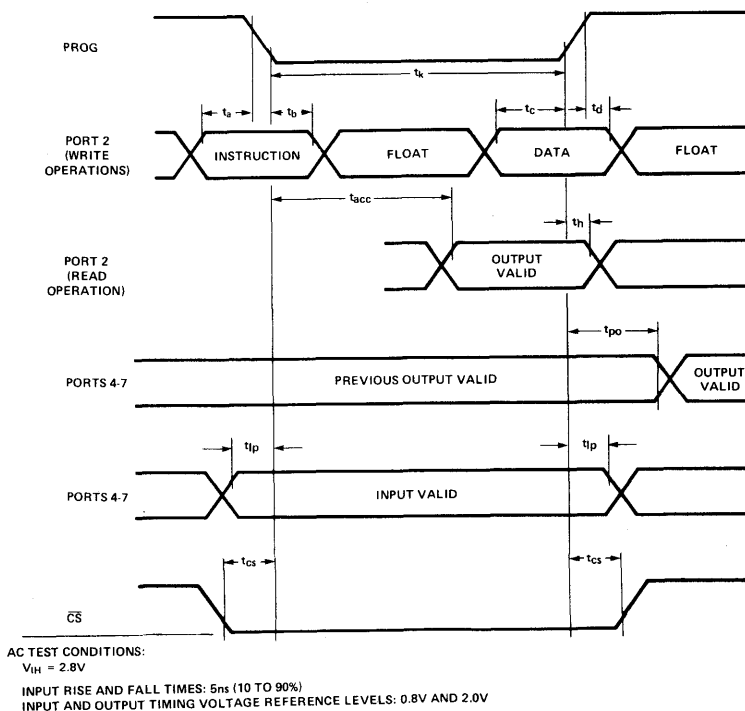 PROG
tk
ta
tb
tc
td
PORT 2
(WRITE
OPERATIONS)
INSTRUCTION
FLOAT
DATA
FLOAT
tacc
th
PORT 2
(READ
OPERATION)
OUTPUT
VALID
tpo
PORTS 4-7
PREVIOUS OUTPUT VALID
OUTPUT
VALID
tIp
tIp
PORTS 4-7
INPUT VALID
tcs
tcs
CS
AC TEST CONDITIONS:
VIH = 2.8V
INPUT RISE AND FALL TIMES: 5ns (10 TO 90%)
INPUT AND OUTPUT TIMING VOLTAGE REFERENCE LEVELS: 0.8V AND 2.0V